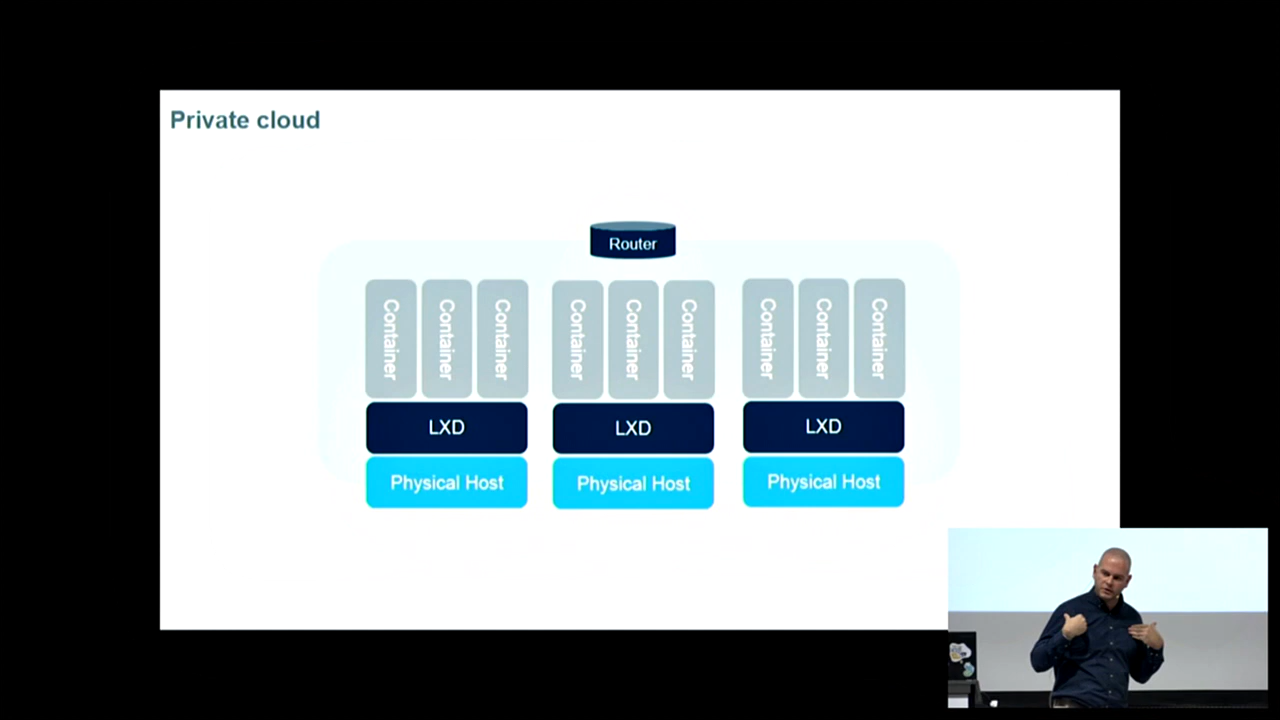 Private cloud
Router
Container
Container
Container
Container
Container
Container
Container
Container
Container
LXD
LXD
LXD
Physical Host
Physical Host
Physical Host